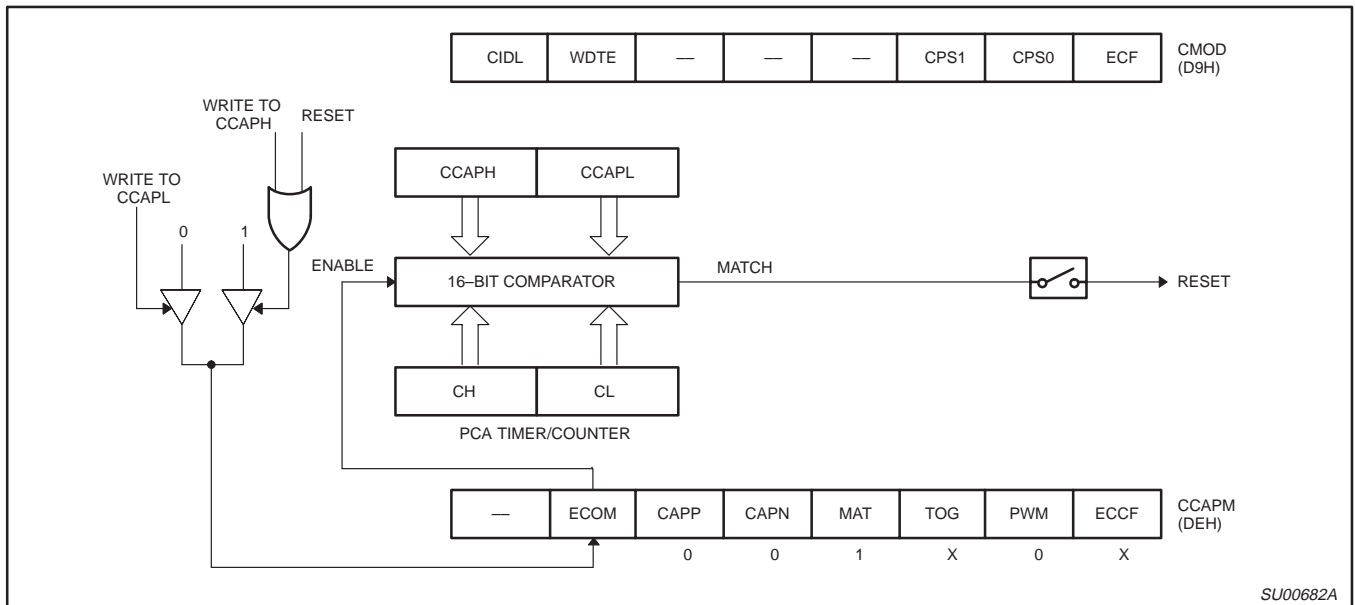 CIDL WDTE –– –– –– CPS1 CPS0 ECF
CMOD
(D9H)
WRITE TO
CCAPH
RESET
WRITE TO
CCAPL
0 1
CCAPH CCAPL
ENABLE
16–BIT COMPARATOR
MATCH
RESET
CH CL
PCA TIMER/COUNTER
–– ECOM CAPP CAPN MAT TOG PWM ECCF
CCAPM
(DEH)
0 0 1 X 0 X
SU00682A